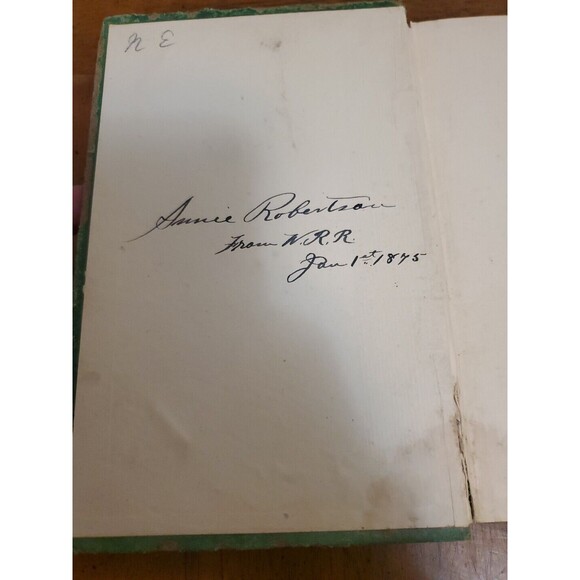 N E
Annie Robertson
From N.R.R.
Jan 1st 1875